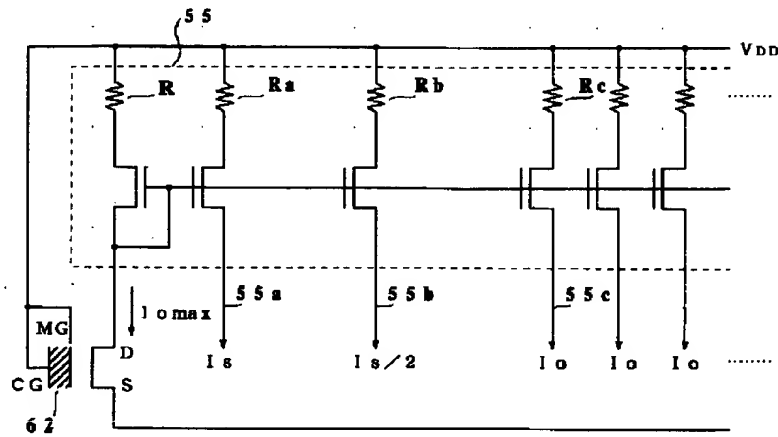 55
VDD
R
Ra
Rb
Rc
........
55a
55b
55c
Iomax
MG
D
CG
S
Is
Is/2
Io
Io
Io
........
62